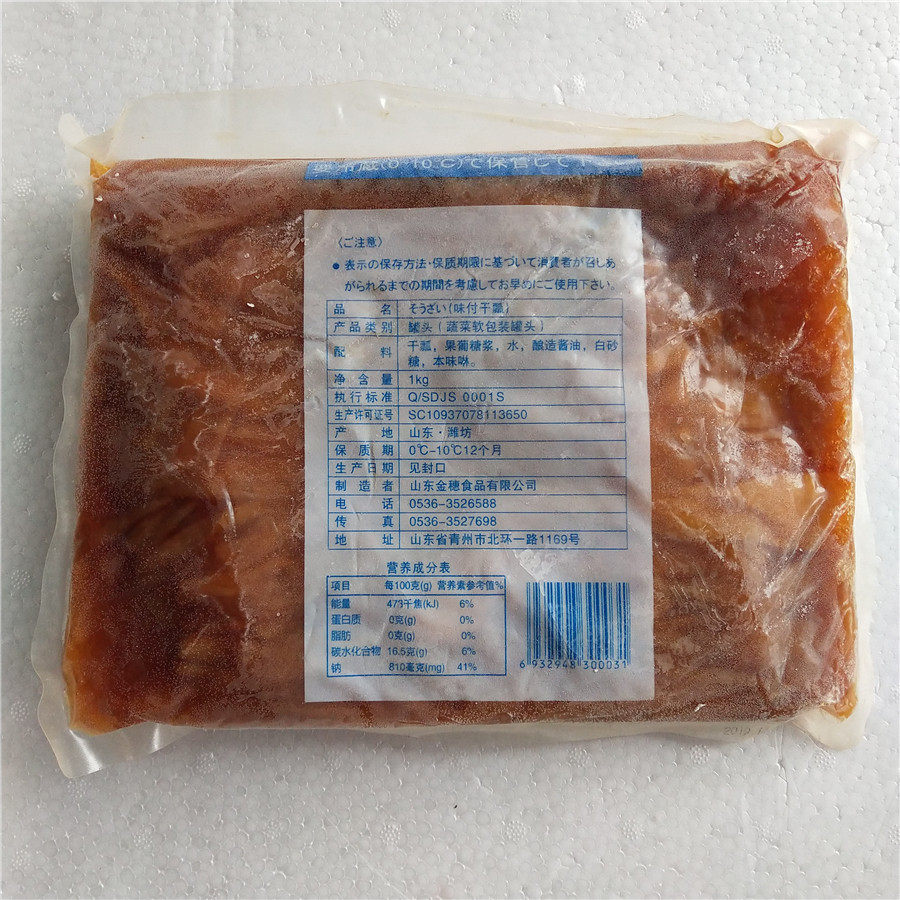 (0-10℃)で保管して下
〈ご注意〉
● 表示の保存方法・保质期限に基づいて消費者が召しあ
がられるまでの期間を考慮してお早めにご使用下さい。
品名 そうざい(味付干瓢)
产品类别 罐头(蔬菜软包装罐头)
配料 干瓢,果葡糖浆,水,酿造酱油,白砂
糖,本味啉。
净含量 1kg
执行标准 Q/SDJS 0001S
生产许可证号 SC10937078113650
产地 山东·潍坊
保质期 0℃-10℃12个月
生产日期 见封口
制造者 山东金穗食品有限公司
电话 0536-3526588
传真 0536-3527698
地址 山东省青州市北环一路1169号
营养成分表
项目 每100克(g) 营养素参考值%
能量 473千焦(kJ) 6%
蛋白质 0克(g) 0%
脂肪 0克(g) 0%
碳水化合物 16.5克(g) 6%
钠 810毫克(mg) 41%
6 932948 300031